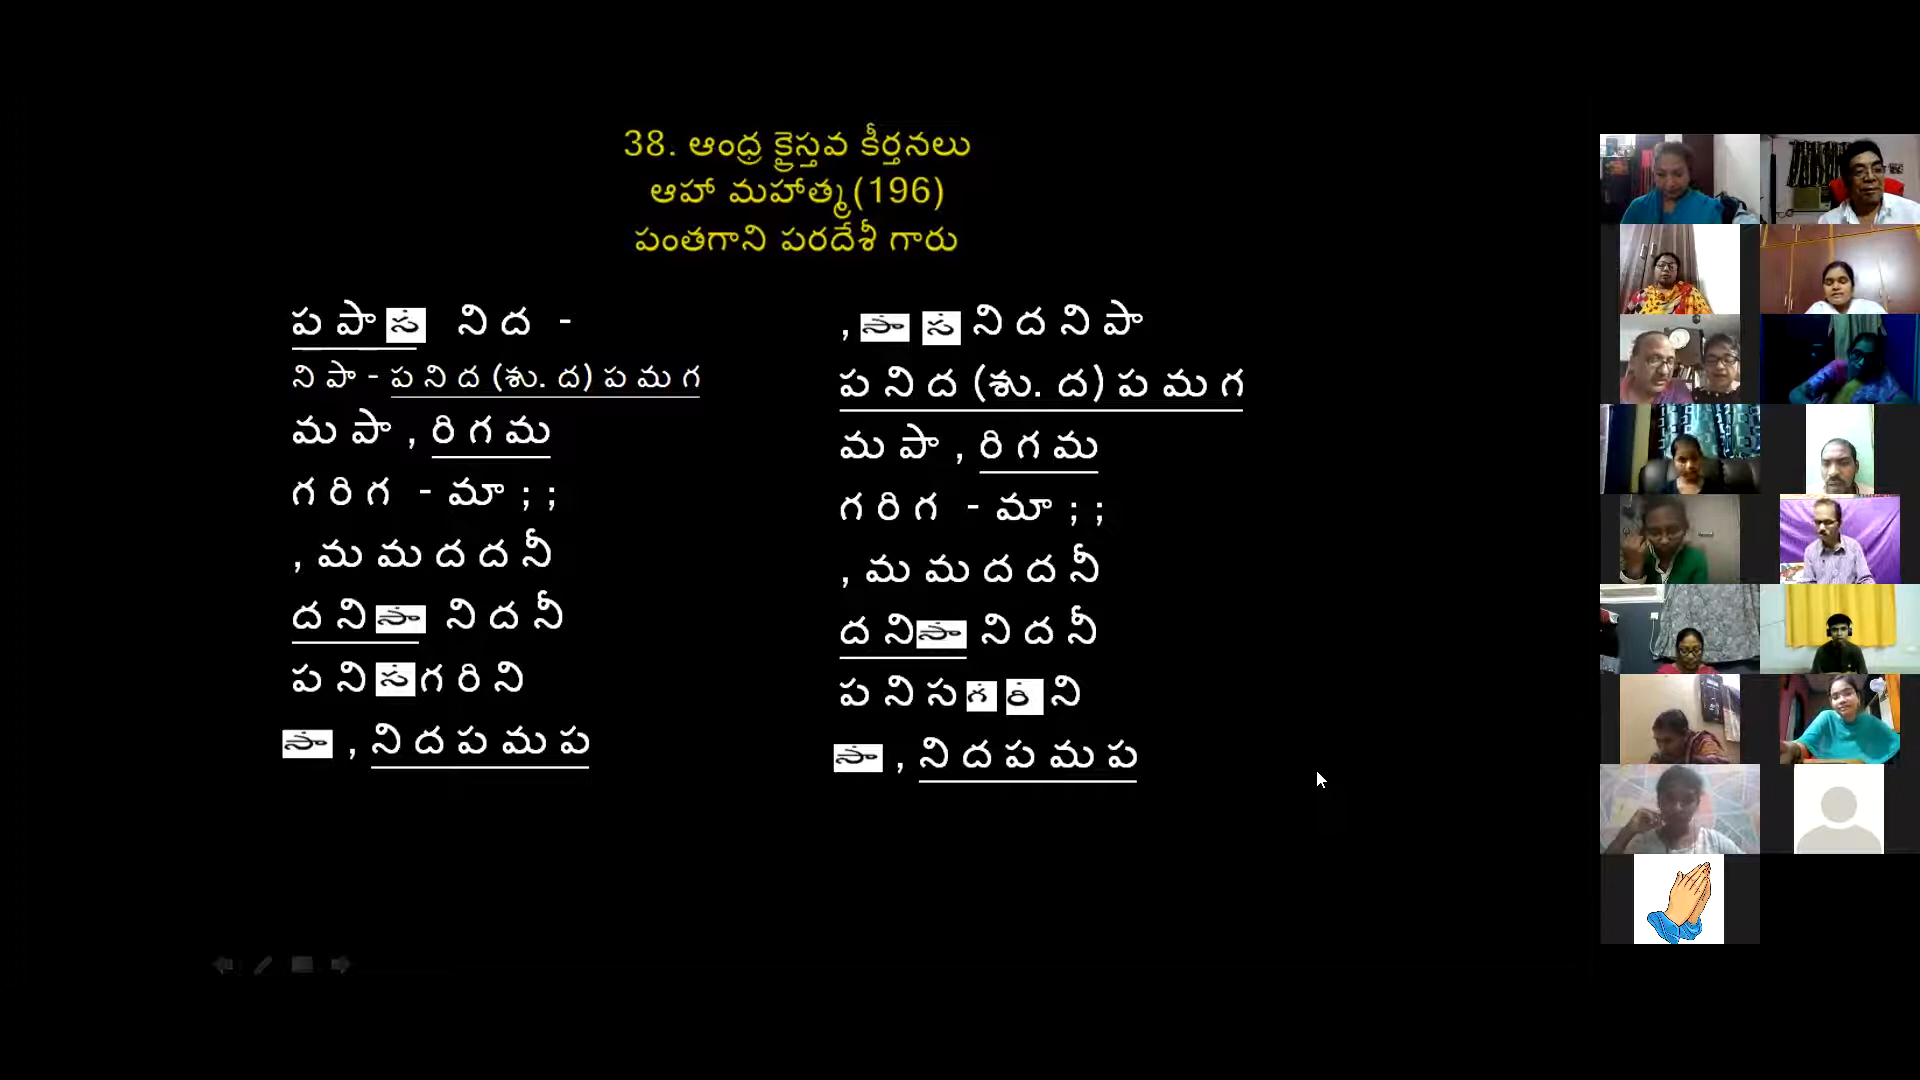 38. ఆంధ్ర క్రైస్తవ కీర్తనలు
ఆహా మహాత్మ (196)
పంతగాని పరదేశీ గారు
ప పా స̇ ని ద -
ని పా - ప ని ద (శు. ద) ప మ గ
మ పా , రి గ మ
గ రి గ - మా ; ;
, మ మ ద ద నీ
ద ని సా̇ ని ద నీ
ప ని స̇ గ రి ని
సా̇ , ని ద ప మ ప
, సా̇ స̇ ని ద ని పా
ప ని ద (శు. ద) ప మ గ
మ పా , రి గ మ
గ రి గ - మా ; ;
, మ మ ద ద నీ
ద ని సా̇ ని ద నీ
ప ని స గ̇ రి̇ ని
సా̇ , ని ద ప మ ప